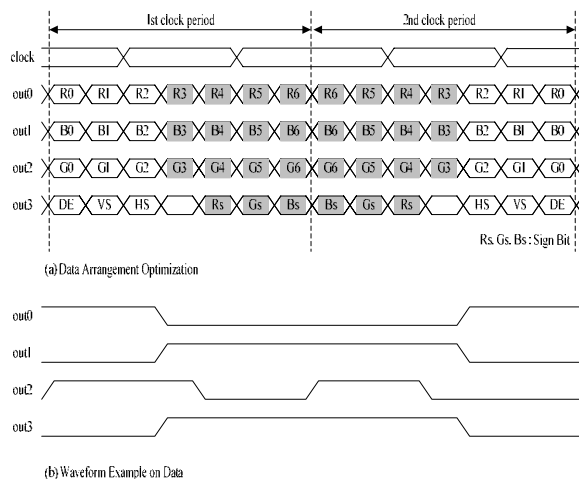 1st clock period 2nd clock period
clock
out0 R0 R1 R2 R3 R4 R5 R6 R6 R5 R4 R3 R2 R1 R0
out1 B0 B1 B2 B3 B4 B5 B6 B6 B5 B4 B3 B2 B1 B0
out2 G0 G1 G2 G3 G4 G5 G6 G6 G5 G4 G3 G2 G1 G0
out3 DE VS HS Rs Gs Bs Bs Gs Rs HS VS DE
Rs, Gs, Bs : Sign Bit
(a) Data Arrangement Optimization
out0
out1
out2
out3
(b) Waveform Example on Data